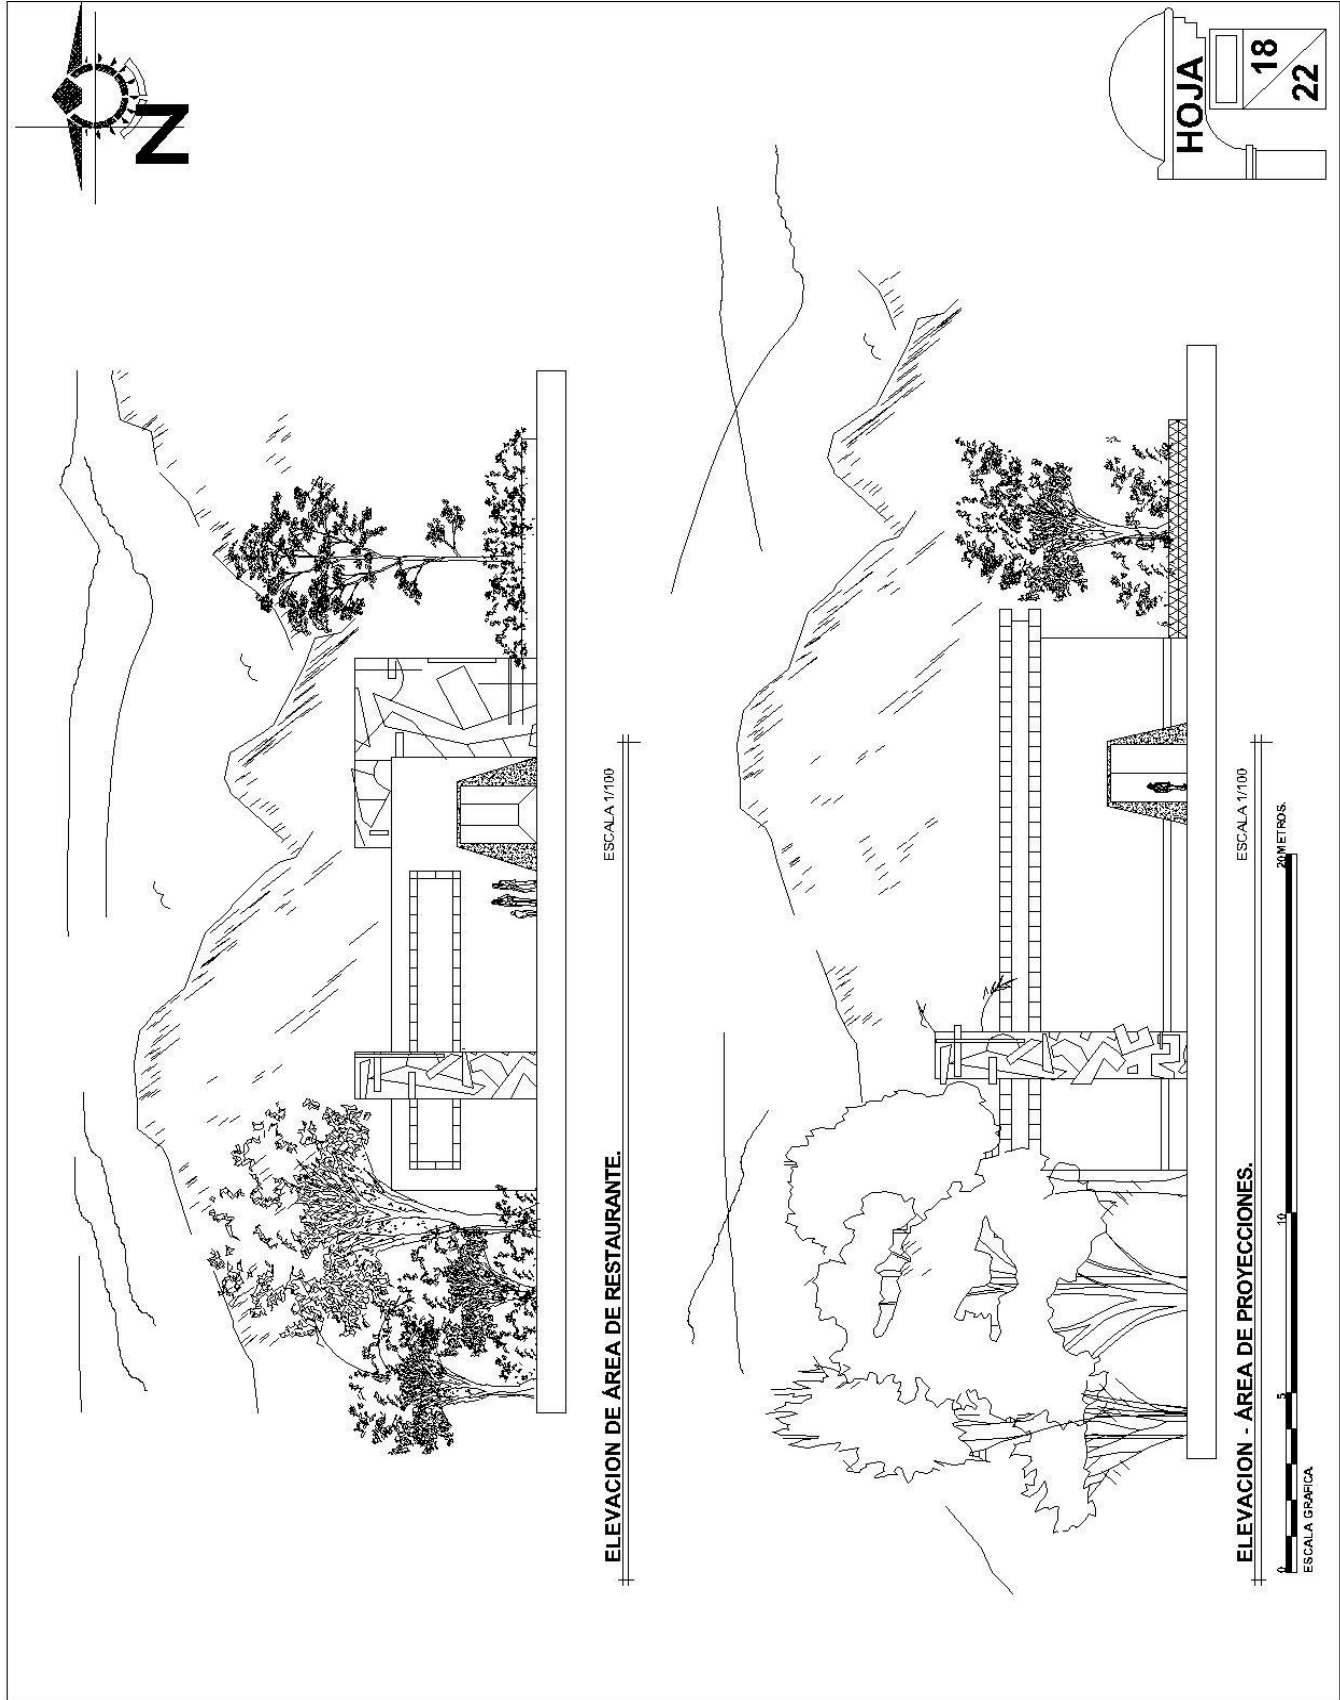 N
ELEVACION DE ÁREA DE RESTAURANTE.
ESCALA 1/100
ELEVACION - ÁREA DE PROYECCIONES.
ESCALA 1/100
0 5 10 20 METROS.
ESCALA GRAFICA
HOJA
18
22